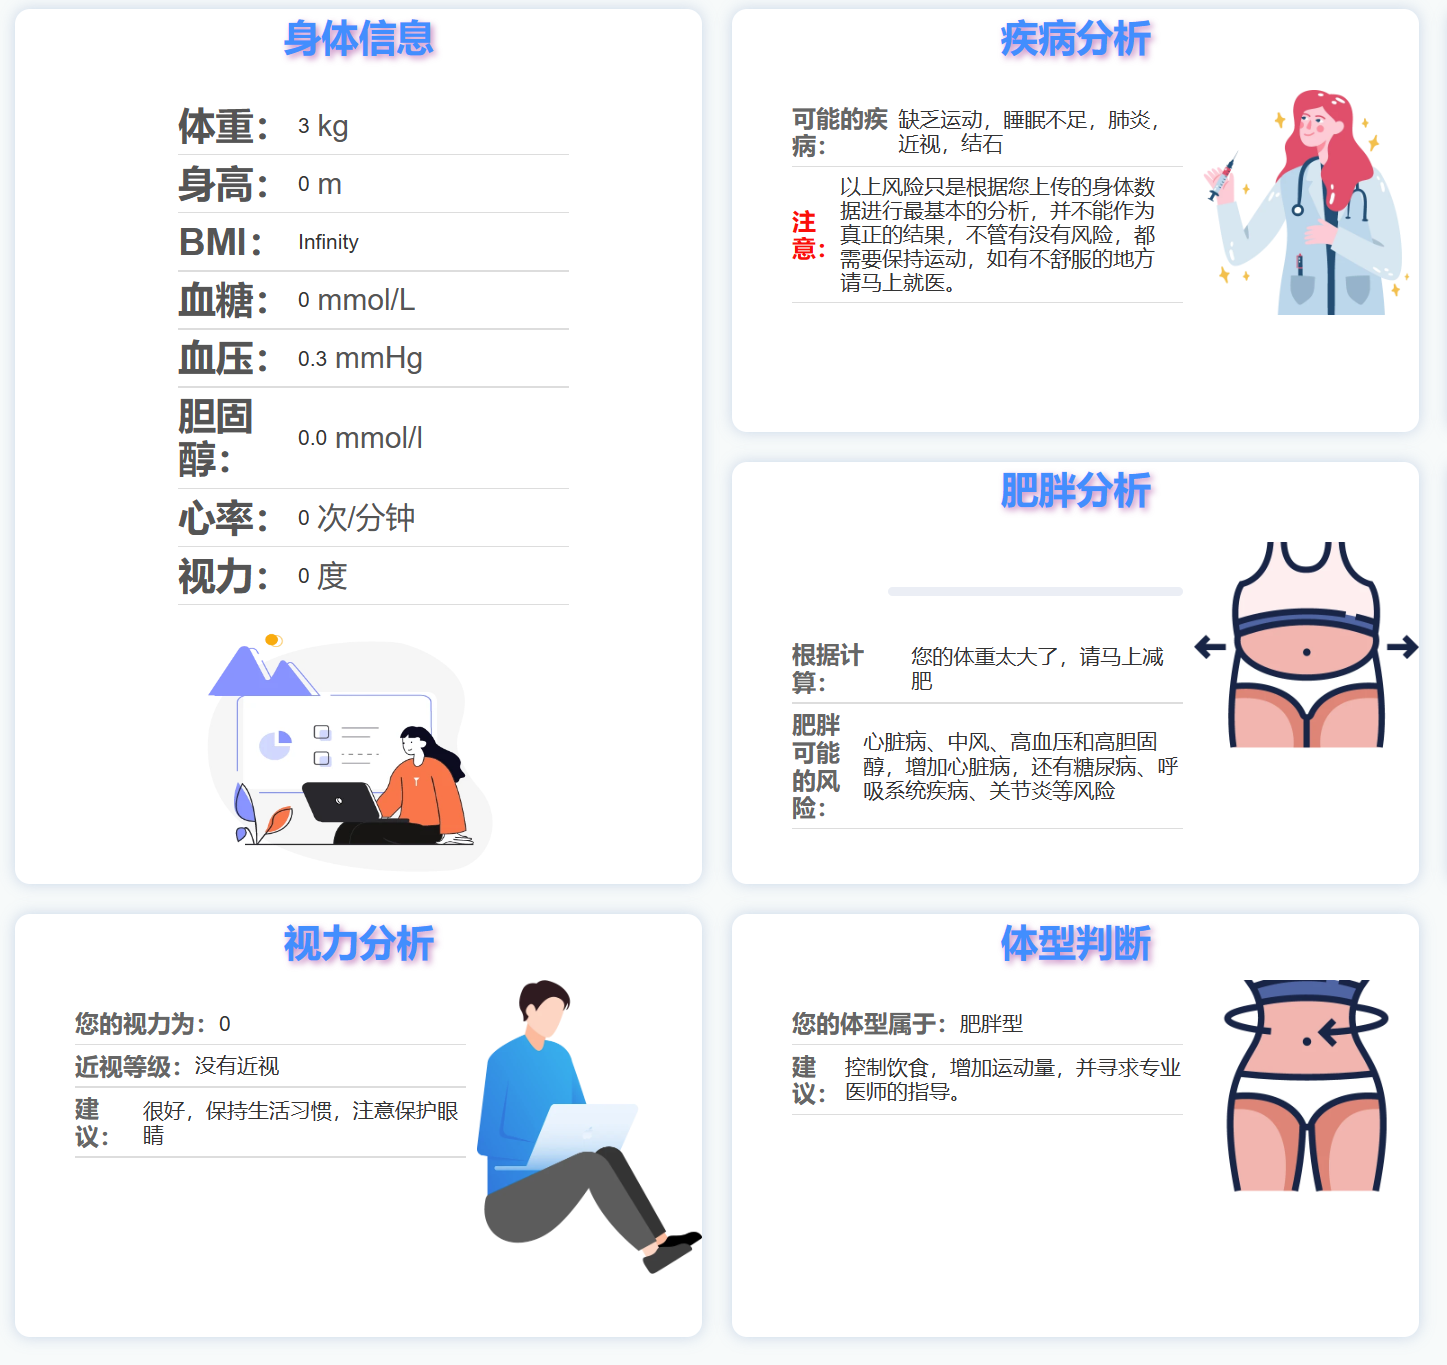 身体信息
体重： 3 kg
身高： 0 m
BMI： Infinity
血糖： 0 mmol/L
血压： 0.3 mmHg
胆固
醇： 0.0 mmol/l
心率： 0 次/分钟
视力： 0 度
疾病分析
可能的疾
病：
缺乏运动，睡眠不足，肺炎，
近视，结石
注
意：
以上风险只是根据您上传的身体数
据进行最基本的分析，并不能作为
真正的结果，不管有没有风险，都
需要保持运动，如有不舒服的地方
请马上就医。
肥胖分析
根据计
算：
您的体重太大了，请马上减
肥
肥胖
可能
的风
险：
心脏病、中风、高血压和高胆固
醇，增加心脏病，还有糖尿病、呼
吸系统疾病、关节炎等风险
视力分析
您的视力为：0
近视等级：没有近视
建
议：
很好，保持生活习惯，注意保护眼
睛
体型判断
您的体型属于：肥胖型
建
议：
控制饮食，增加运动量，并寻求专业
医师的指导。